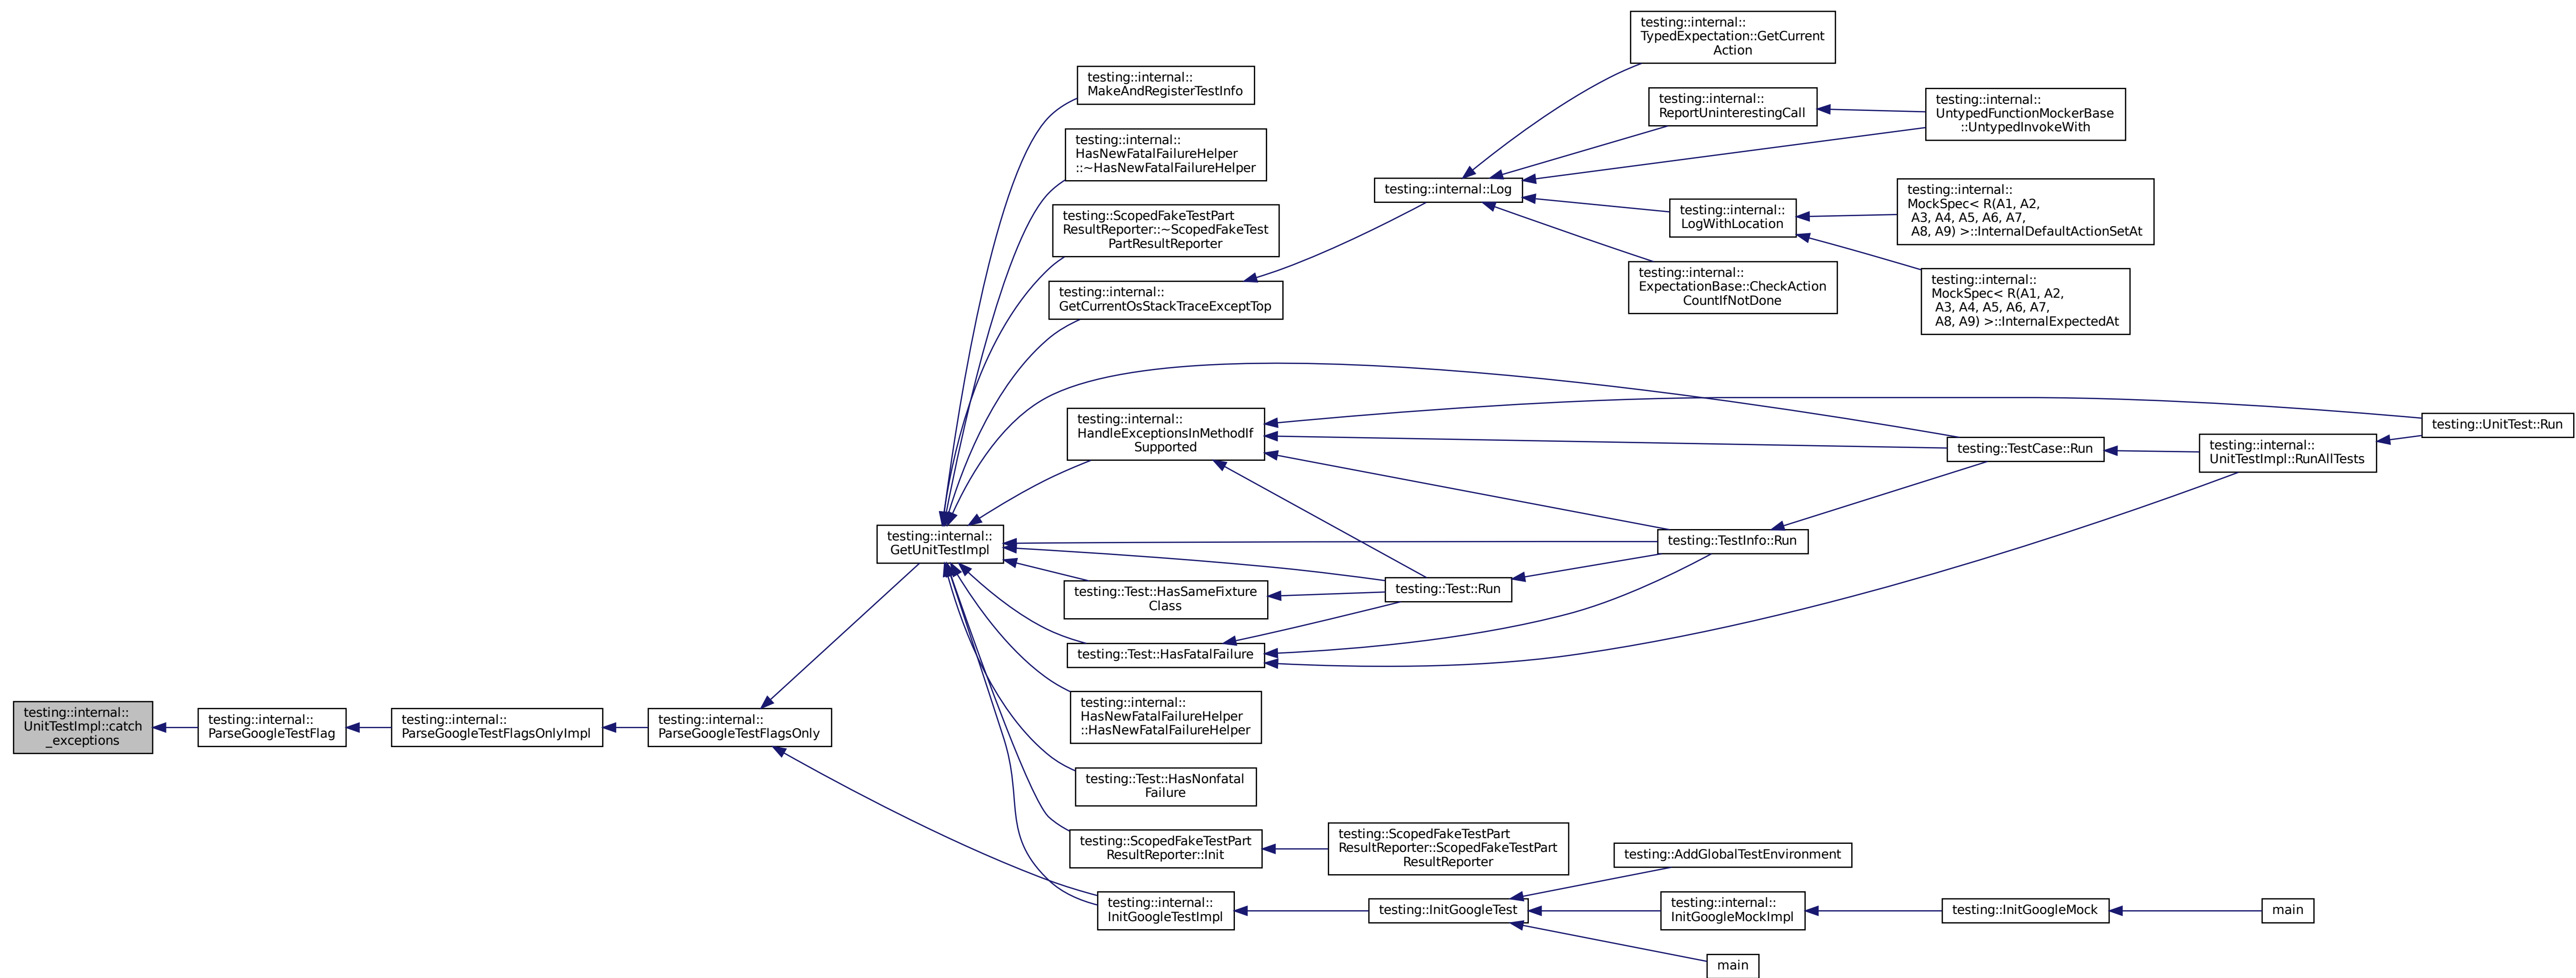 testing::internal::
TypedExpectation::GetCurrent
Action
testing::internal::
MakeAndRegisterTestInfo
testing::internal::
ReportUninterestingCall
testing::internal::
UntypedFunctionMockerBase
::UntypedInvokeWith
testing::internal::
HasNewFatalFailureHelper
::~HasNewFatalFailureHelper
testing::internal::Log
testing::internal::
MockSpec< R(A1, A2,
A3, A4, A5, A6, A7,
A8, A9) >::InternalDefaultActionSetAt
testing::internal::
LogWithLocation
testing::ScopedFakeTestPart
ResultReporter::~ScopedFakeTest
PartResultReporter
testing::internal::
ExpectationBase::CheckAction
CountIfNotDone
testing::internal::
MockSpec< R(A1, A2,
A3, A4, A5, A6, A7,
A8, A9) >::InternalExpectedAt
testing::internal::
GetCurrentOsStackTraceExceptTop
testing::internal::
HandleExceptionsInMethodIf
Supported
testing::UnitTest::Run
testing::TestCase::Run
testing::internal::
UnitTestImpl::RunAllTests
testing::internal::
GetUnitTestImpl
testing::TestInfo::Run
testing::Test::HasSameFixture
Class
testing::Test::Run
testing::Test::HasFatalFailure
testing::internal::
UnitTestImpl::catch
_exceptions
testing::internal::
ParseGoogleTestFlag
testing::internal::
ParseGoogleTestFlagsOnlyImpl
testing::internal::
ParseGoogleTestFlagsOnly
testing::internal::
HasNewFatalFailureHelper
::HasNewFatalFailureHelper
testing::Test::HasNonfatal
Failure
testing::ScopedFakeTestPart
ResultReporter::Init
testing::ScopedFakeTestPart
ResultReporter::ScopedFakeTestPart
ResultReporter
testing::AddGlobalTestEnvironment
testing::internal::
InitGoogleTestImpl
testing::InitGoogleTest
testing::internal::
InitGoogleMockImpl
testing::InitGoogleMock
main
main